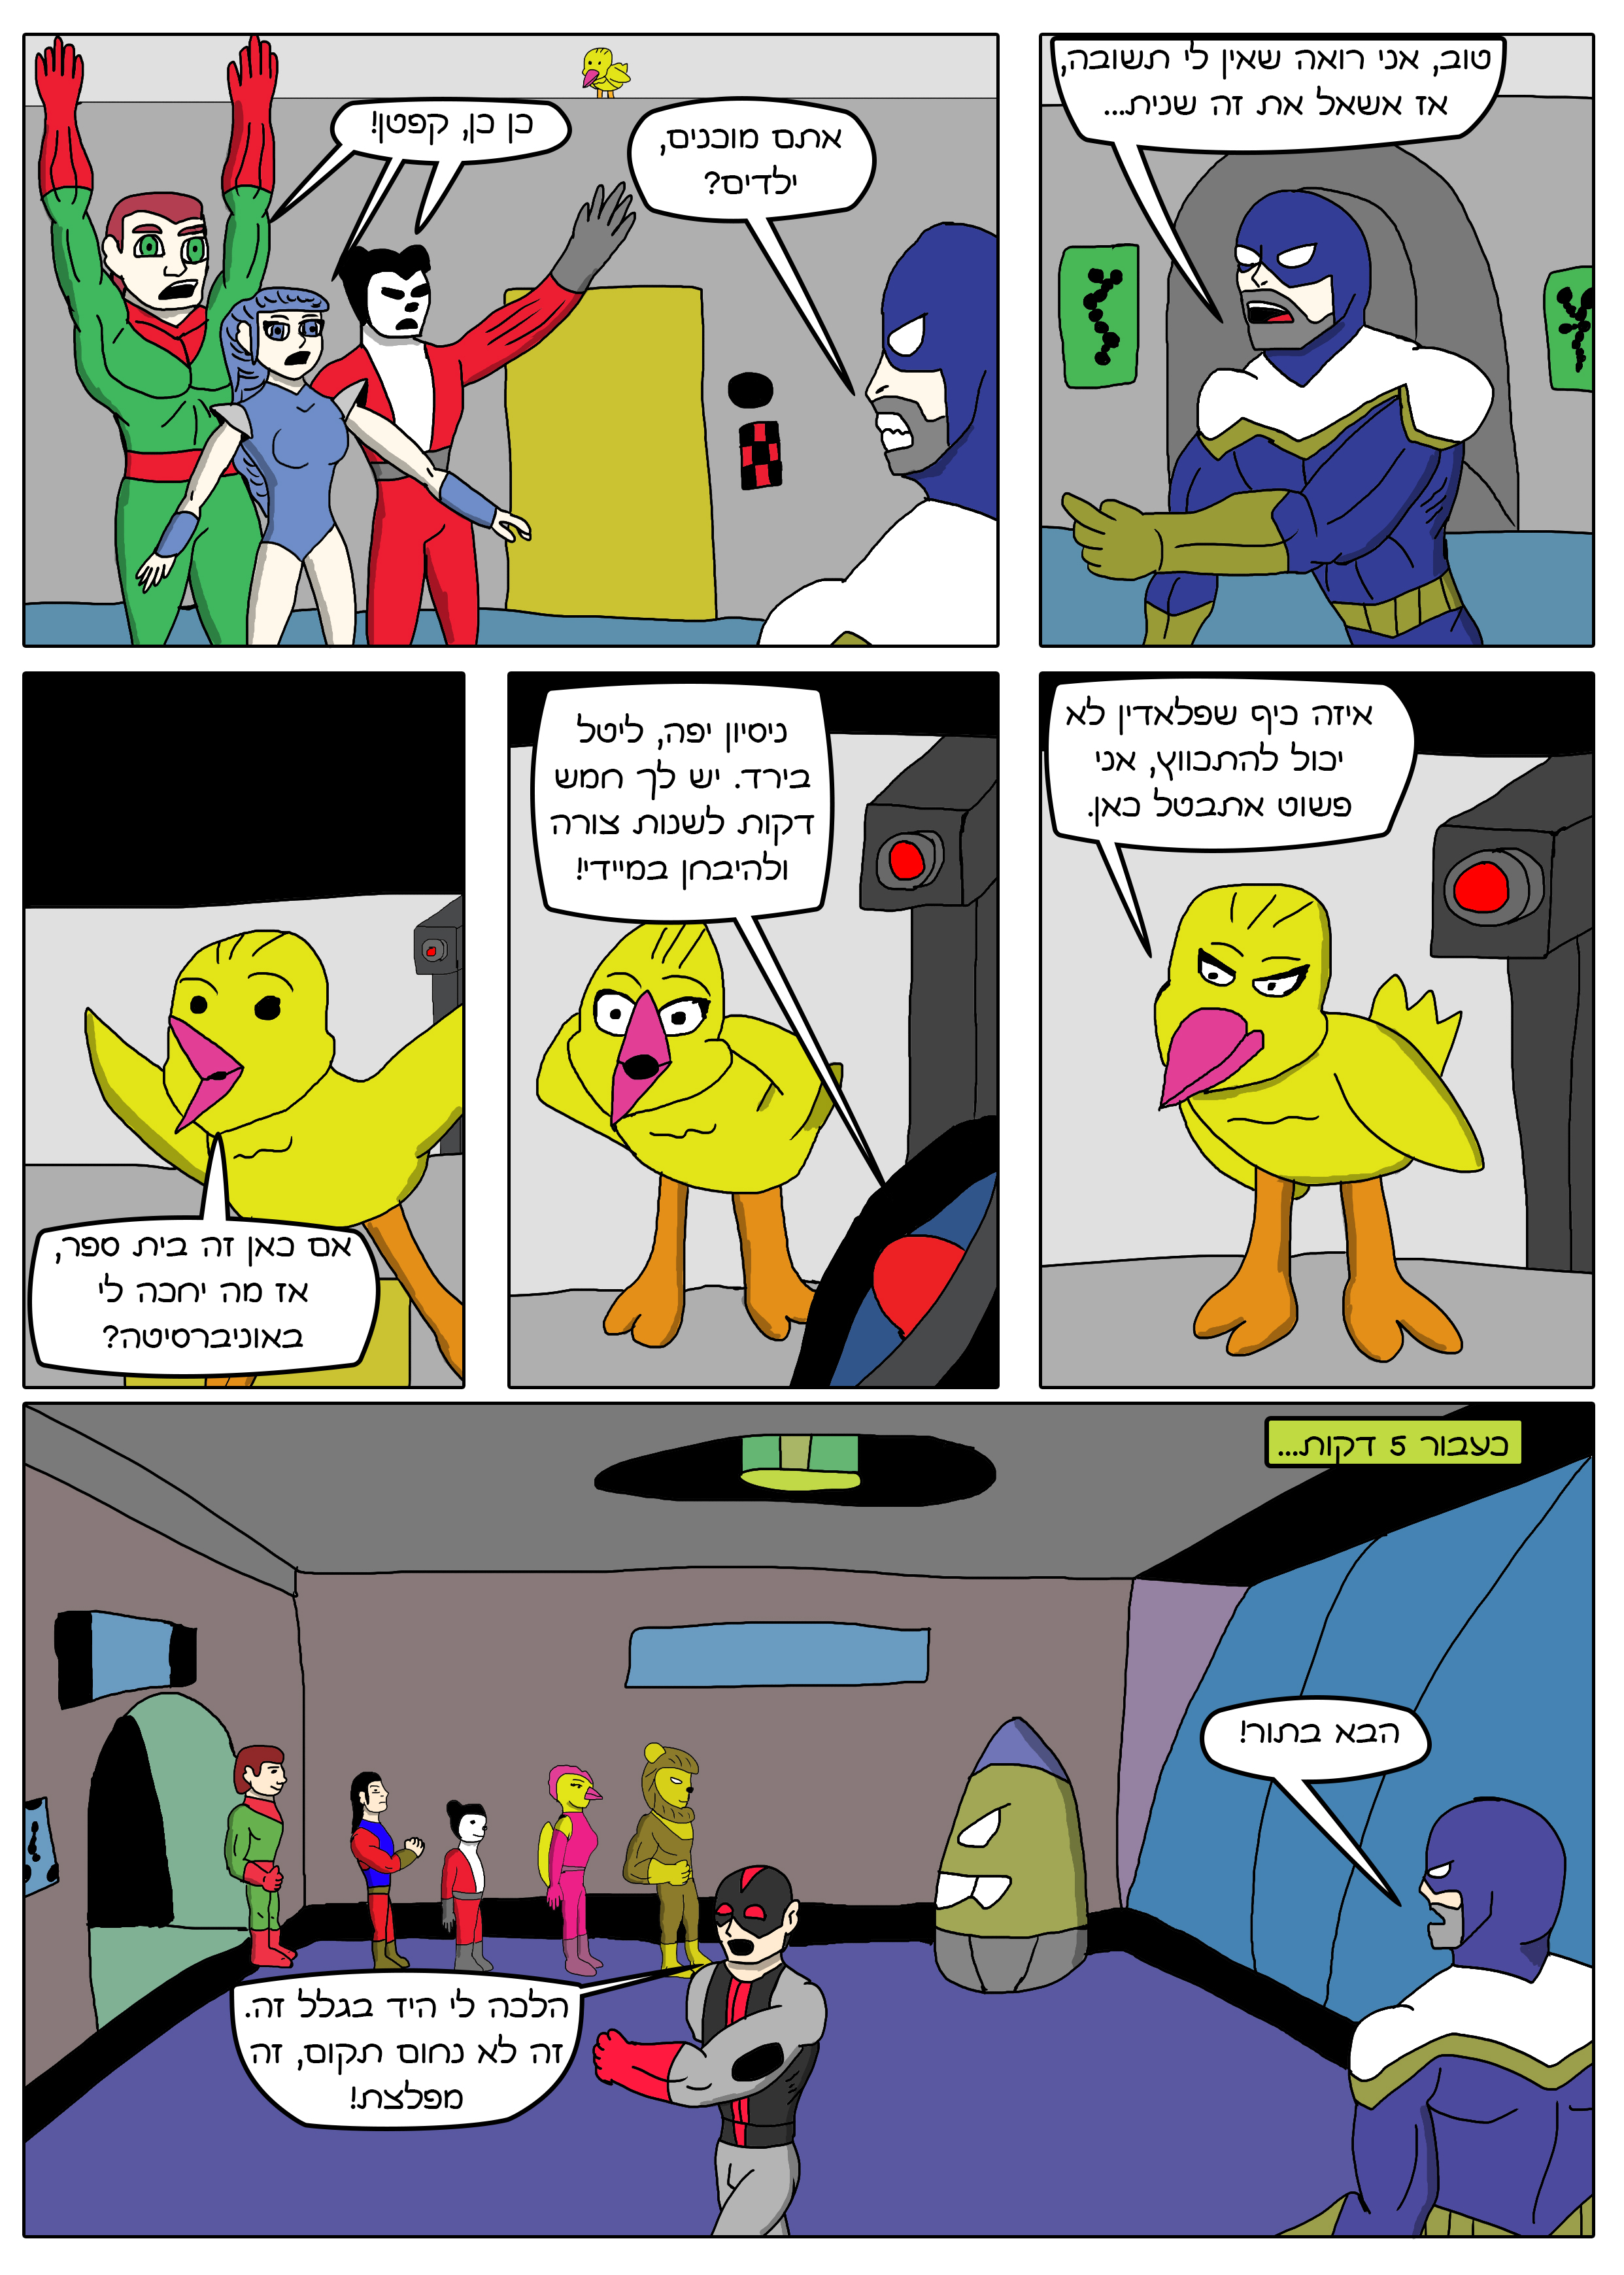 טוב, אני רואה שאין לי תשובה,
אז אשאל את זה שנית...
אתם מוכנים,
ילדים?
כן כן, קפטן!
איזה כיף שפלאדין לא
יכול להתכווץ, אני
פשוט אתבטל כאן.
ניסיון יפה, ליטל
בירד. יש לך חמש
דקות לשנות צורה
ולהיבחן במיידי!
אם כאן זה בית ספר,
אז מה יחכה לי
באוניברסיטה?
כעבור 5 דקות...
הבא בתור!
הלכה לי היד בגלל זה.
זה לא נחום תקום, זה
מפלצת!